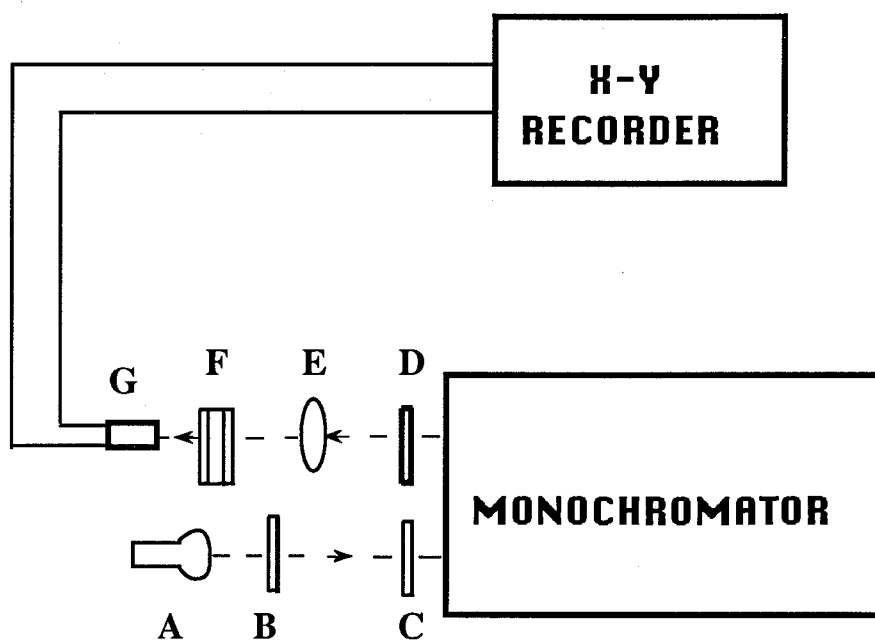 X-Y
RECORDER
G F E D
MONOCHROMATOR
A B C